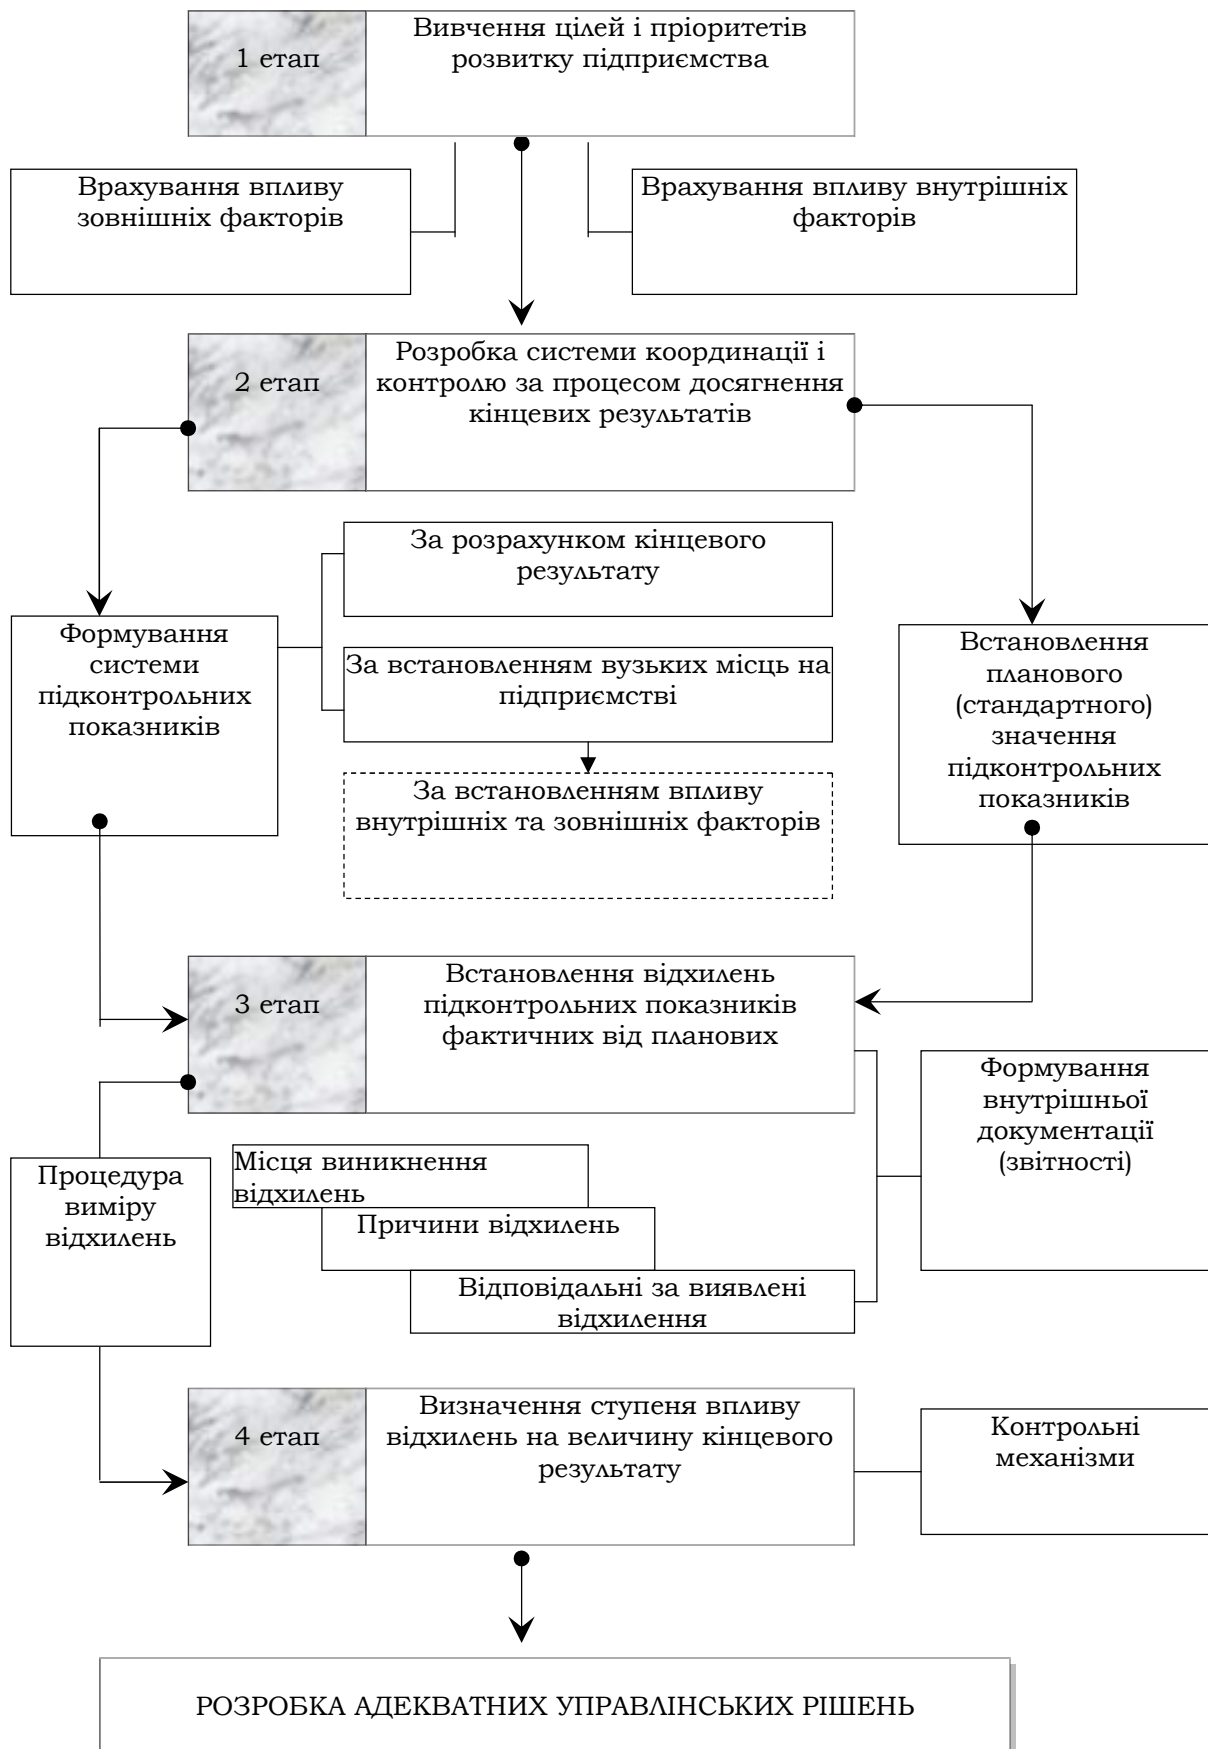 1 етап
Вивчення цілей і пріоритетів
розвитку підприємства
Врахування впливу
зовнішніх факторів
Врахування впливу внутрішніх
факторів
2 етап
Розробка системи координації і
контролю за процесом досягнення
кінцевих результатів
За розрахунком кінцевого
результату
Формування
системи
підконтрольних
показників
За встановленням вузьких місць на
підприємстві
За встановленням впливу
внутрішніх та зовнішніх факторів
Встановлення
планового
(стандартного)
значення
підконтрольних
показників
3 етап
Встановлення відхилень
підконтрольних показників
фактичних від планових
Формування
внутрішньої
документації
(звітності)
Процедура
виміру
відхилень
Місця виникнення
відхилень
Причини відхилень
Відповідальні за виявлені
відхилення
4 етап
Визначення ступеня впливу
відхилень на величину кінцевого
результату
Контрольні
механізми
РОЗРОБКА АДЕКВАТНИХ УПРАВЛІНСЬКИХ РІШЕНЬ